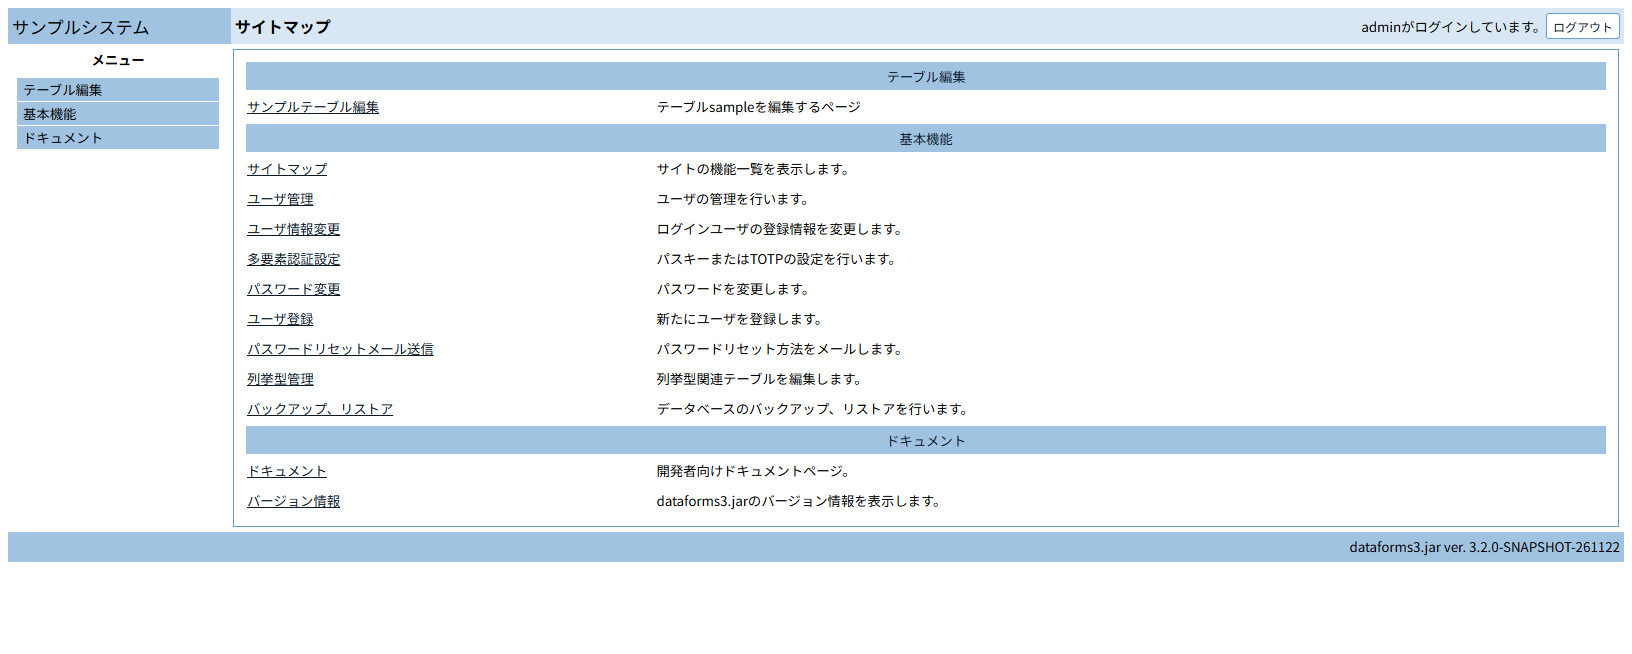 サンプルシステム
サイトマップ
adminがログインしています。 ログアウト
メニュー
テーブル編集
基本機能
ドキュメント
テーブル編集
サンプルテーブル編集 テーブルsampleを編集するページ
基本機能
サイトマップ サイトの機能一覧を表示します。
ユーザ管理 ユーザの管理を行います。
ユーザ情報変更 ログインユーザの登録情報を変更します。
多要素認証設定 パスキーまたはTOTPの設定を行います。
パスワード変更 パスワードを変更します。
ユーザ登録 新たにユーザを登録します。
パスワードリセットメール送信 パスワードリセット方法をメールします。
列挙型管理 列挙型関連テーブルを編集します。
バックアップ、リストア データベースのバックアップ、リストアを行います。
ドキュメント
ドキュメント 開発者向けドキュメントページ。
バージョン情報 dataforms3.jarのバージョン情報を表示します。
dataforms3.jar ver. 3.2.0-SNAPSHOT-261122